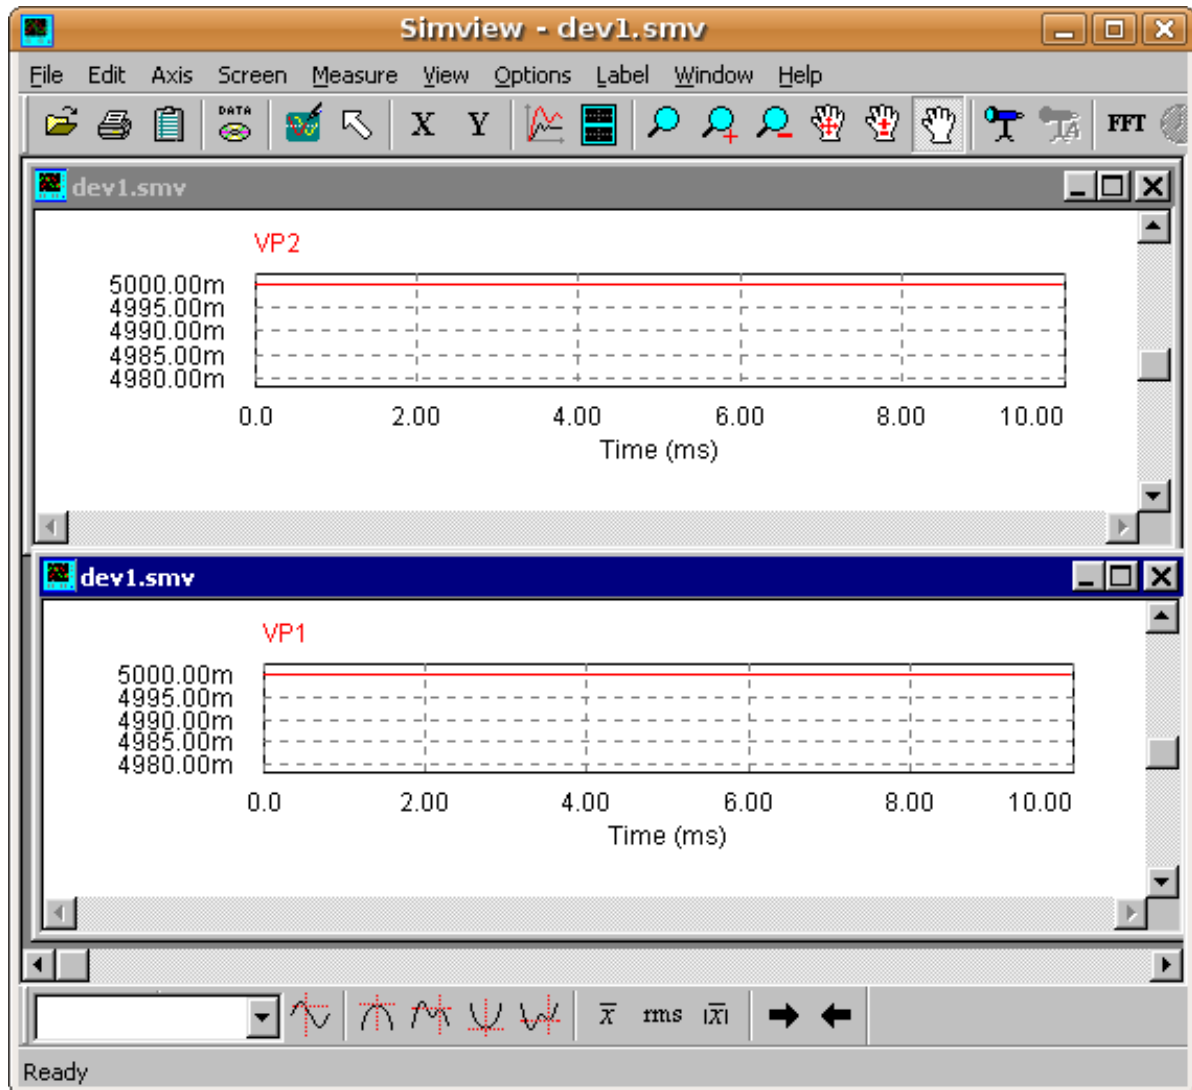 Simview - dev1.smv
File Edit Axis Screen Measure View Options Label Window Help
DATA X Y FFT
dev1.smv
VP2
5000.00m
4995.00m
4990.00m
4985.00m
4980.00m
0.0 2.00 4.00 6.00 8.00 10.00
Time (ms)
dev1.smv
VP1
5000.00m
4995.00m
4990.00m
4985.00m
4980.00m
0.0 2.00 4.00 6.00 8.00 10.00
Time (ms)
x̅ rms |x̅|
Ready